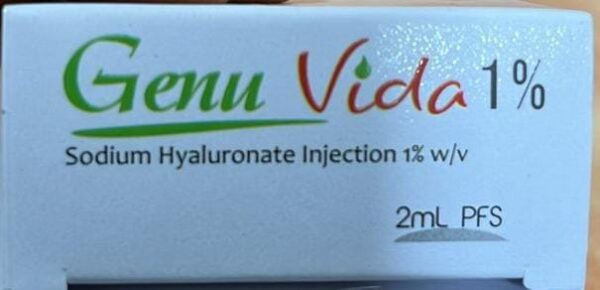 Genu Vida 1%
Sodium Hyaluronate Injection 1% w/v
2mL PFS